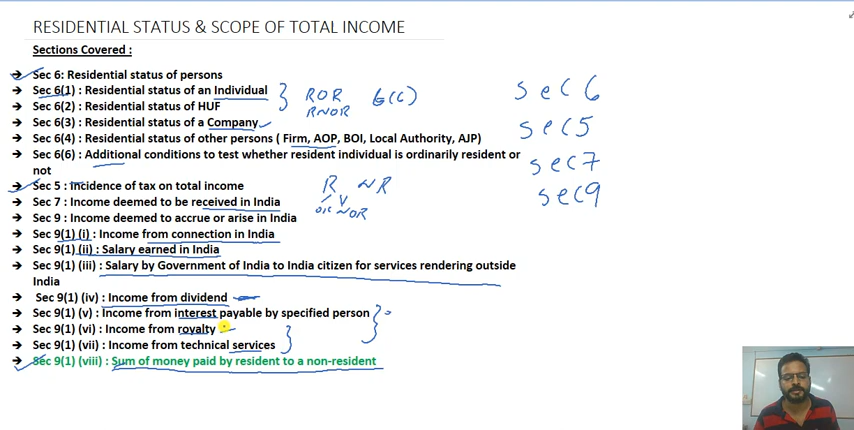 RESIDENTIAL STATUS & SCOPE OF TOTAL INCOME
Sections Covered :
→ Sec 6: Residential status of persons
→ Sec 6(1) : Residential status of an Individual
→ Sec 6(2) : Residential status of HUF
→ Sec 6(3) : Residential status of a Company
→ Sec 6(4) : Residential status of other persons ( Firm, AOP, BOI, Local Authority, AJP)
→ Sec 6(6) : Additional conditions to test whether resident individual is ordinarily resident or
not
→ Sec 5 : Incidence of tax on total income
→ Sec 7 : Income deemed to be received in India
→ Sec 9 : Income deemed to accrue or arise in India
→ Sec 9(1) (i) : Income from connection in India
→ Sec 9(1) (ii) : Salary earned in India
→ Sec 9(1) (iii) : Salary by Government of India to India citizen for services rendering outside
India
→ Sec 9(1) (iv) : Income from dividend
→ Sec 9(1) (v) : Income from interest payable by specified person
→ Sec 9(1) (vi) : Income from royalty
→ Sec 9(1) (vii) : Income from technical services
→ Sec 9(1) (viii) : Sum of money paid by resident to a non-resident
ROR 6(6)
RNOR
R NR
NOR
Sec 6
Sec 5
Sec 7
Sec 9